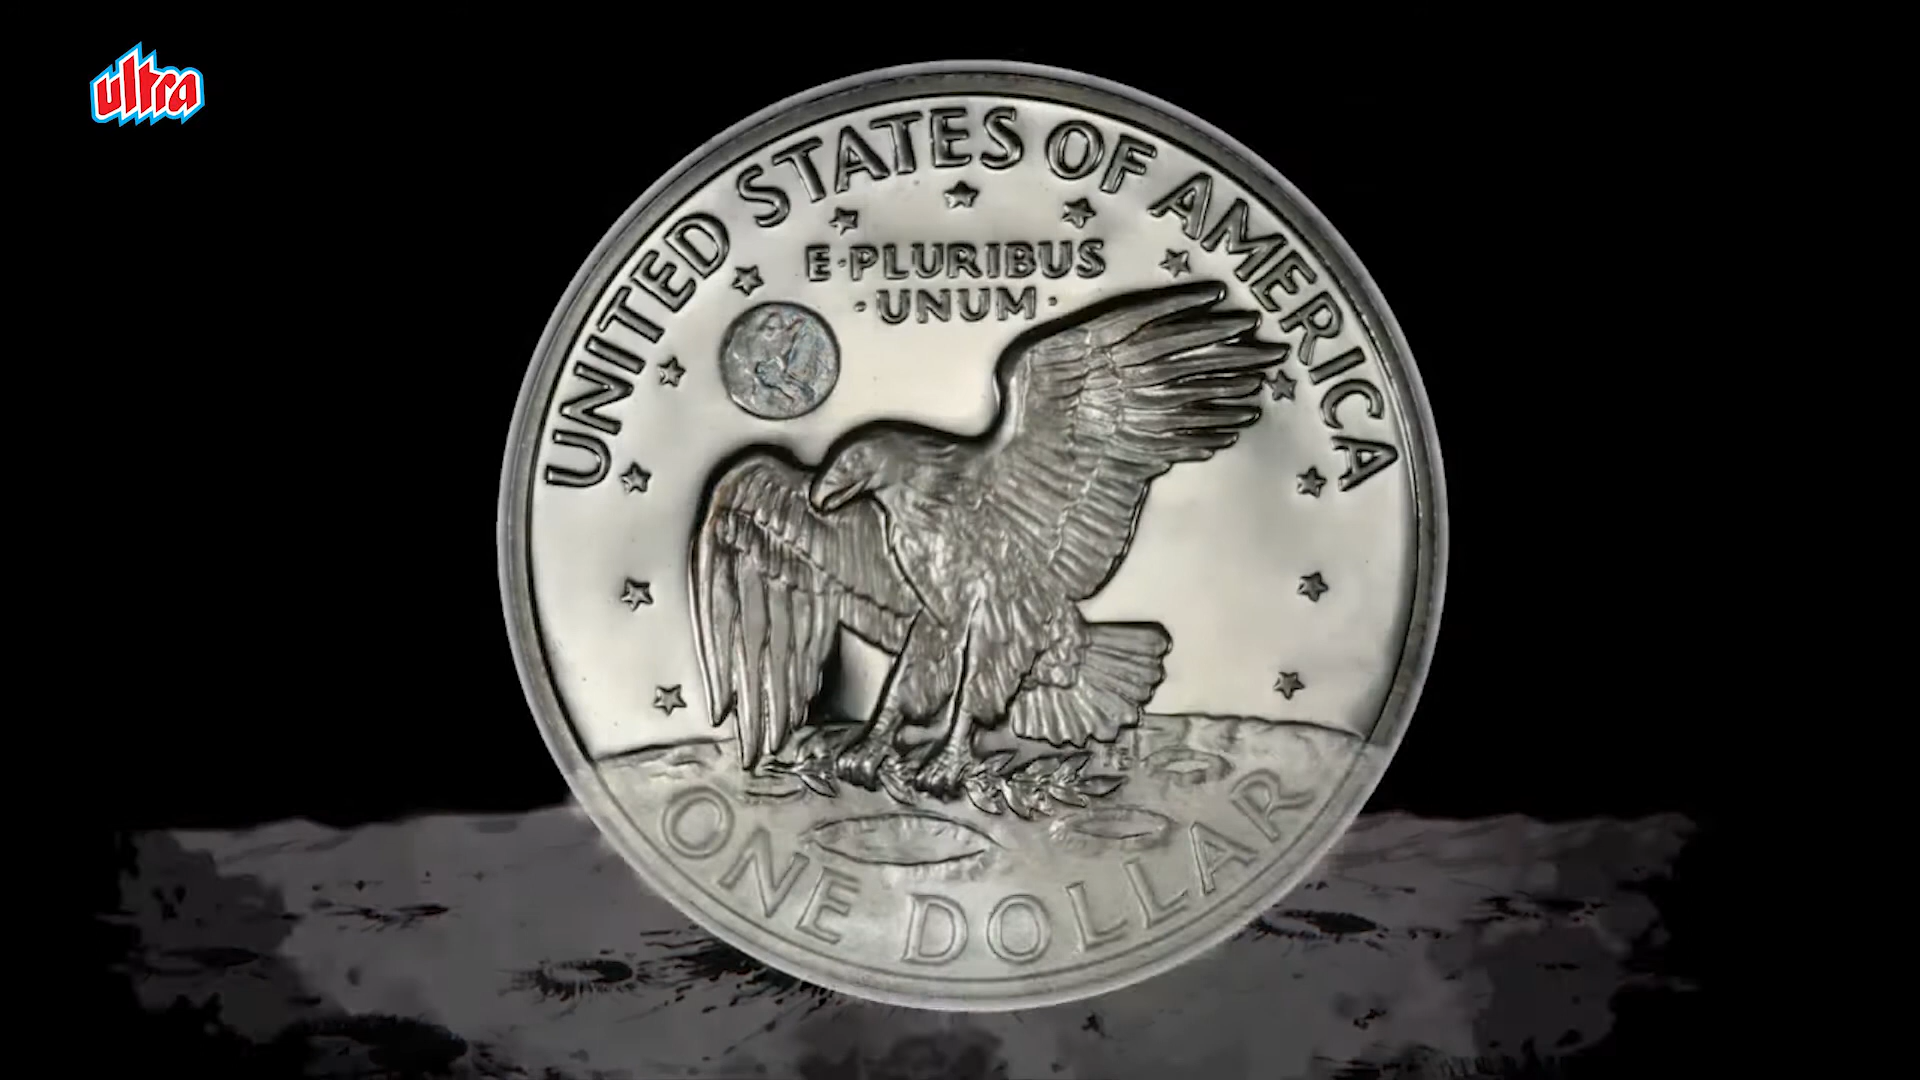 ultra
UNITED STATES OF AMERICA
E·PLURIBUS
·UNUM·
ONE DOLLAR